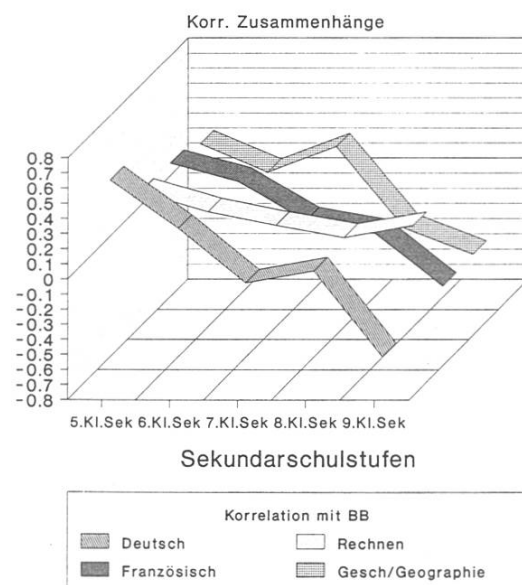 Korr. Zusammenhänge
0.8
0.7
0.6
0.5
0.4
0.3
0.2
0.1
0
-0.1
-0.2
-0.3
-0.4
-0.5
-0.6
-0.7
-0.8
5.Kl.Sek 6.Kl.Sek 7.Kl.Sek 8.Kl.Sek 9.Kl.Sek
Sekundarschulstufen
Korrelation mit BB
Deutsch
Rechnen
Französisch
Gesch/Geographie